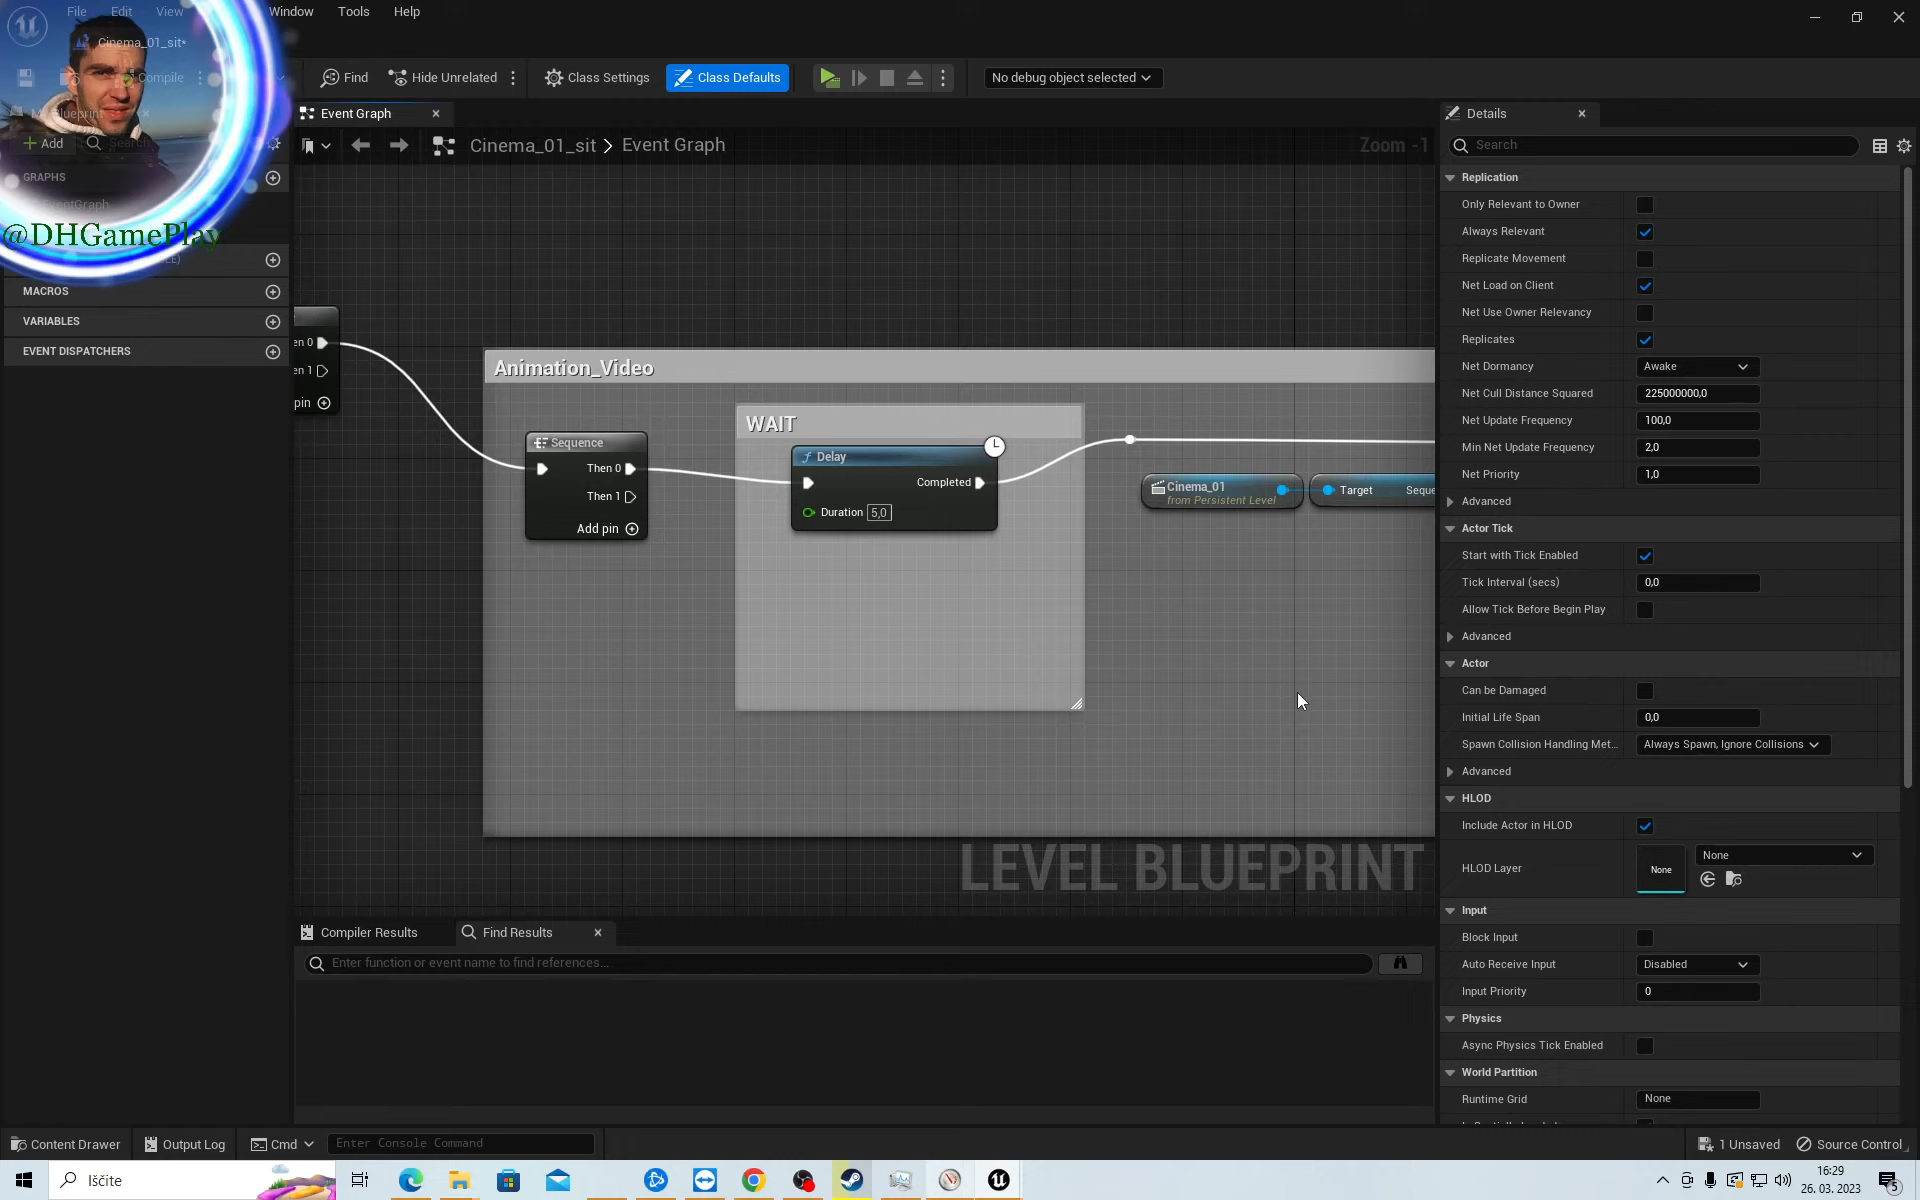 File Edit View Window Tools Help
Cinema_01_sit*
Compile
Find
Hide Unrelated
Class Settings
Class Defaults
No debug object selected
My Blueprint
Event Graph
Details
Add
Search
Cinema_01_sit > Event Graph
Zoom -1
Search
GRAPHS
EventGraph
@DHGamePlay
MACROS
VARIABLES
EVENT DISPATCHERS
en 0
en 1
pin
Animation_Video
WAIT
Sequence
Then 0
Then 1
Add pin
Delay
Completed
Duration 5,0
Cinema_01
from Persistent Level
Target Seque
LEVEL BLUEPRINT
Replication
Only Relevant to Owner
Always Relevant
Replicate Movement
Net Load on Client
Net Use Owner Relevancy
Replicates
Net Dormancy Awake
Net Cull Distance Squared 225000000,0
Net Update Frequency 100,0
Min Net Update Frequency 2,0
Net Priority 1,0
Advanced
Actor Tick
Start with Tick Enabled
Tick Interval (secs) 0,0
Allow Tick Before Begin Play
Advanced
Actor
Can be Damaged
Initial Life Span 0,0
Spawn Collision Handling Met... Always Spawn, Ignore Collisions
Advanced
HLOD
Include Actor in HLOD
HLOD Layer None None
Input
Block Input
Auto Receive Input Disabled
Input Priority 0
Physics
Async Physics Tick Enabled
World Partition
Runtime Grid None
Compiler Results
Find Results
Enter function or event name to find references...
Content Drawer
Output Log
Cmd
Enter Console Command
1 Unsaved
Source Control
Iščite
16:29
26. 03. 2023
5